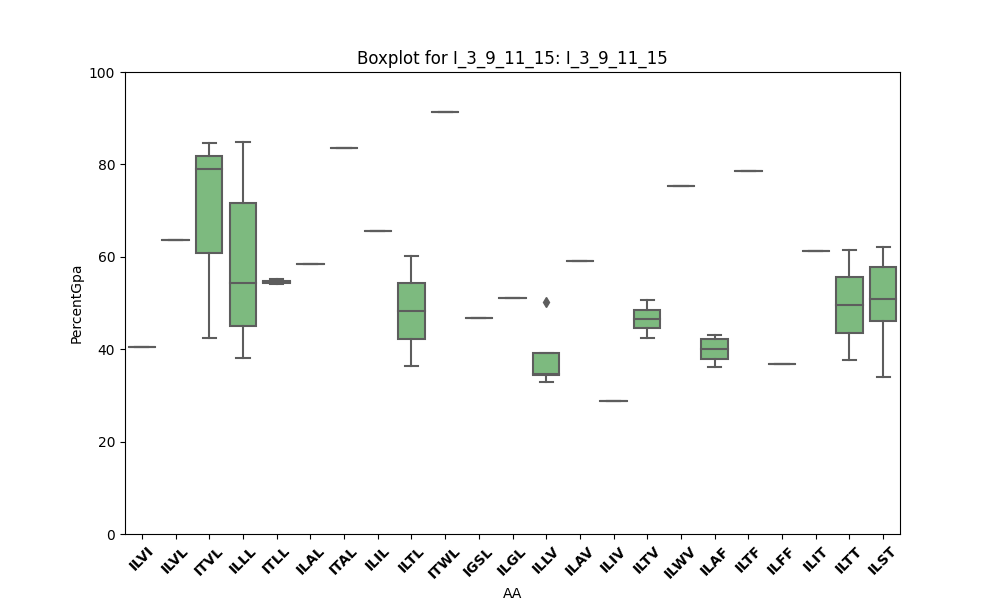 Boxplot for I_3_9_11_15: I_3_9_11_15
100
80
60
40
20
0
PercentGpa
ILVI
ILVL
ITVL
ILLL
ITLL
ILAL
ITAL
ILIL
ILTL
ITWL
IGSL
ILGL
ILLV
ILAV
ILIV
ILTV
ILWV
ILAF
ILTF
ILFF
ILIT
ILTT
ILST
AA